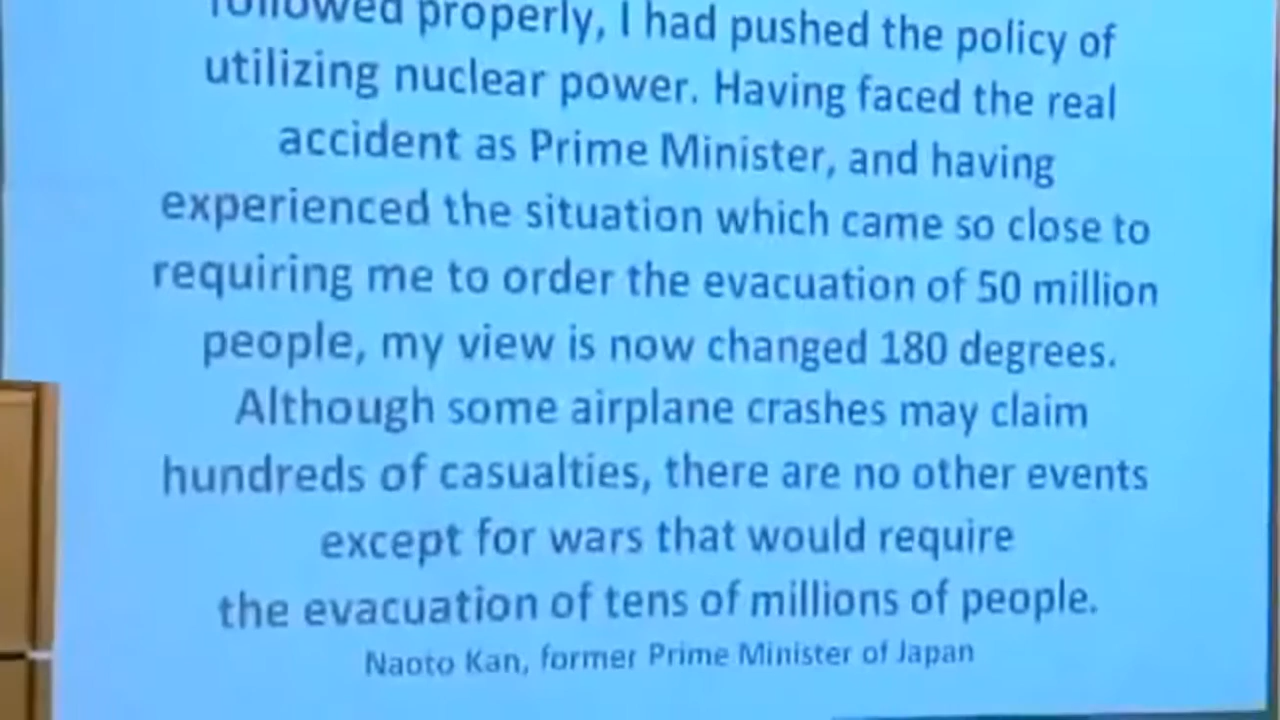 followed properly, I had pushed the policy of
utilizing nuclear power. Having faced the real
accident as Prime Minister, and having
experienced the situation which came so close to
requiring me to order the evacuation of 50 million
people, my view is now changed 180 degrees.
Although some airplane crashes may claim
hundreds of casualties, there are no other events
except for wars that would require
the evacuation of tens of millions of people.
Naoto Kan, former Prime Minister of Japan